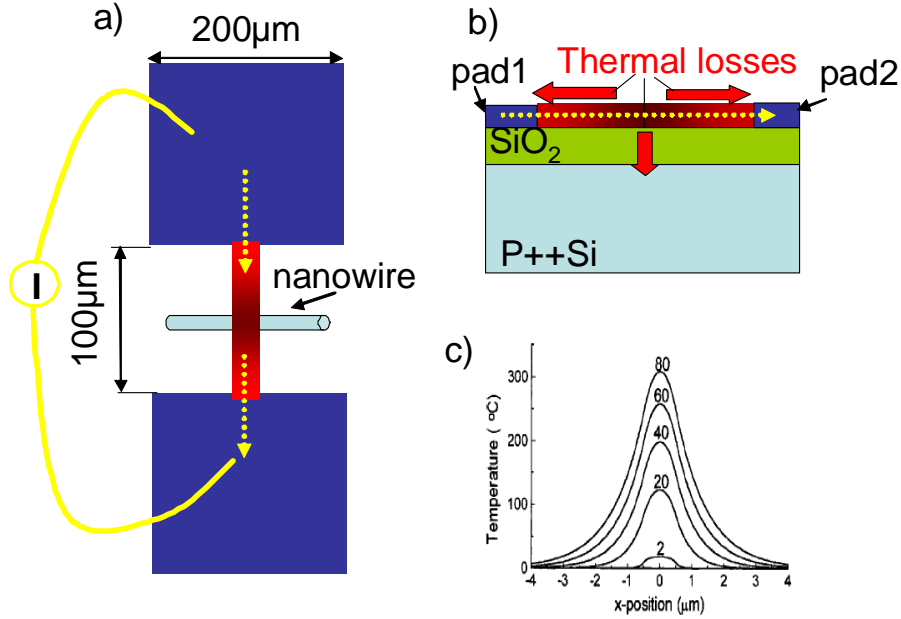 a)
200µm
I
100µm
nanowire
b)
Thermal losses
pad1
pad2
SiO₂
P++Si
c)
80
60
40
20
2
300
200
100
0
Temperature ( ºC)
-4 -3 -2 -1 0 1 2 3 4
x-position (µm)